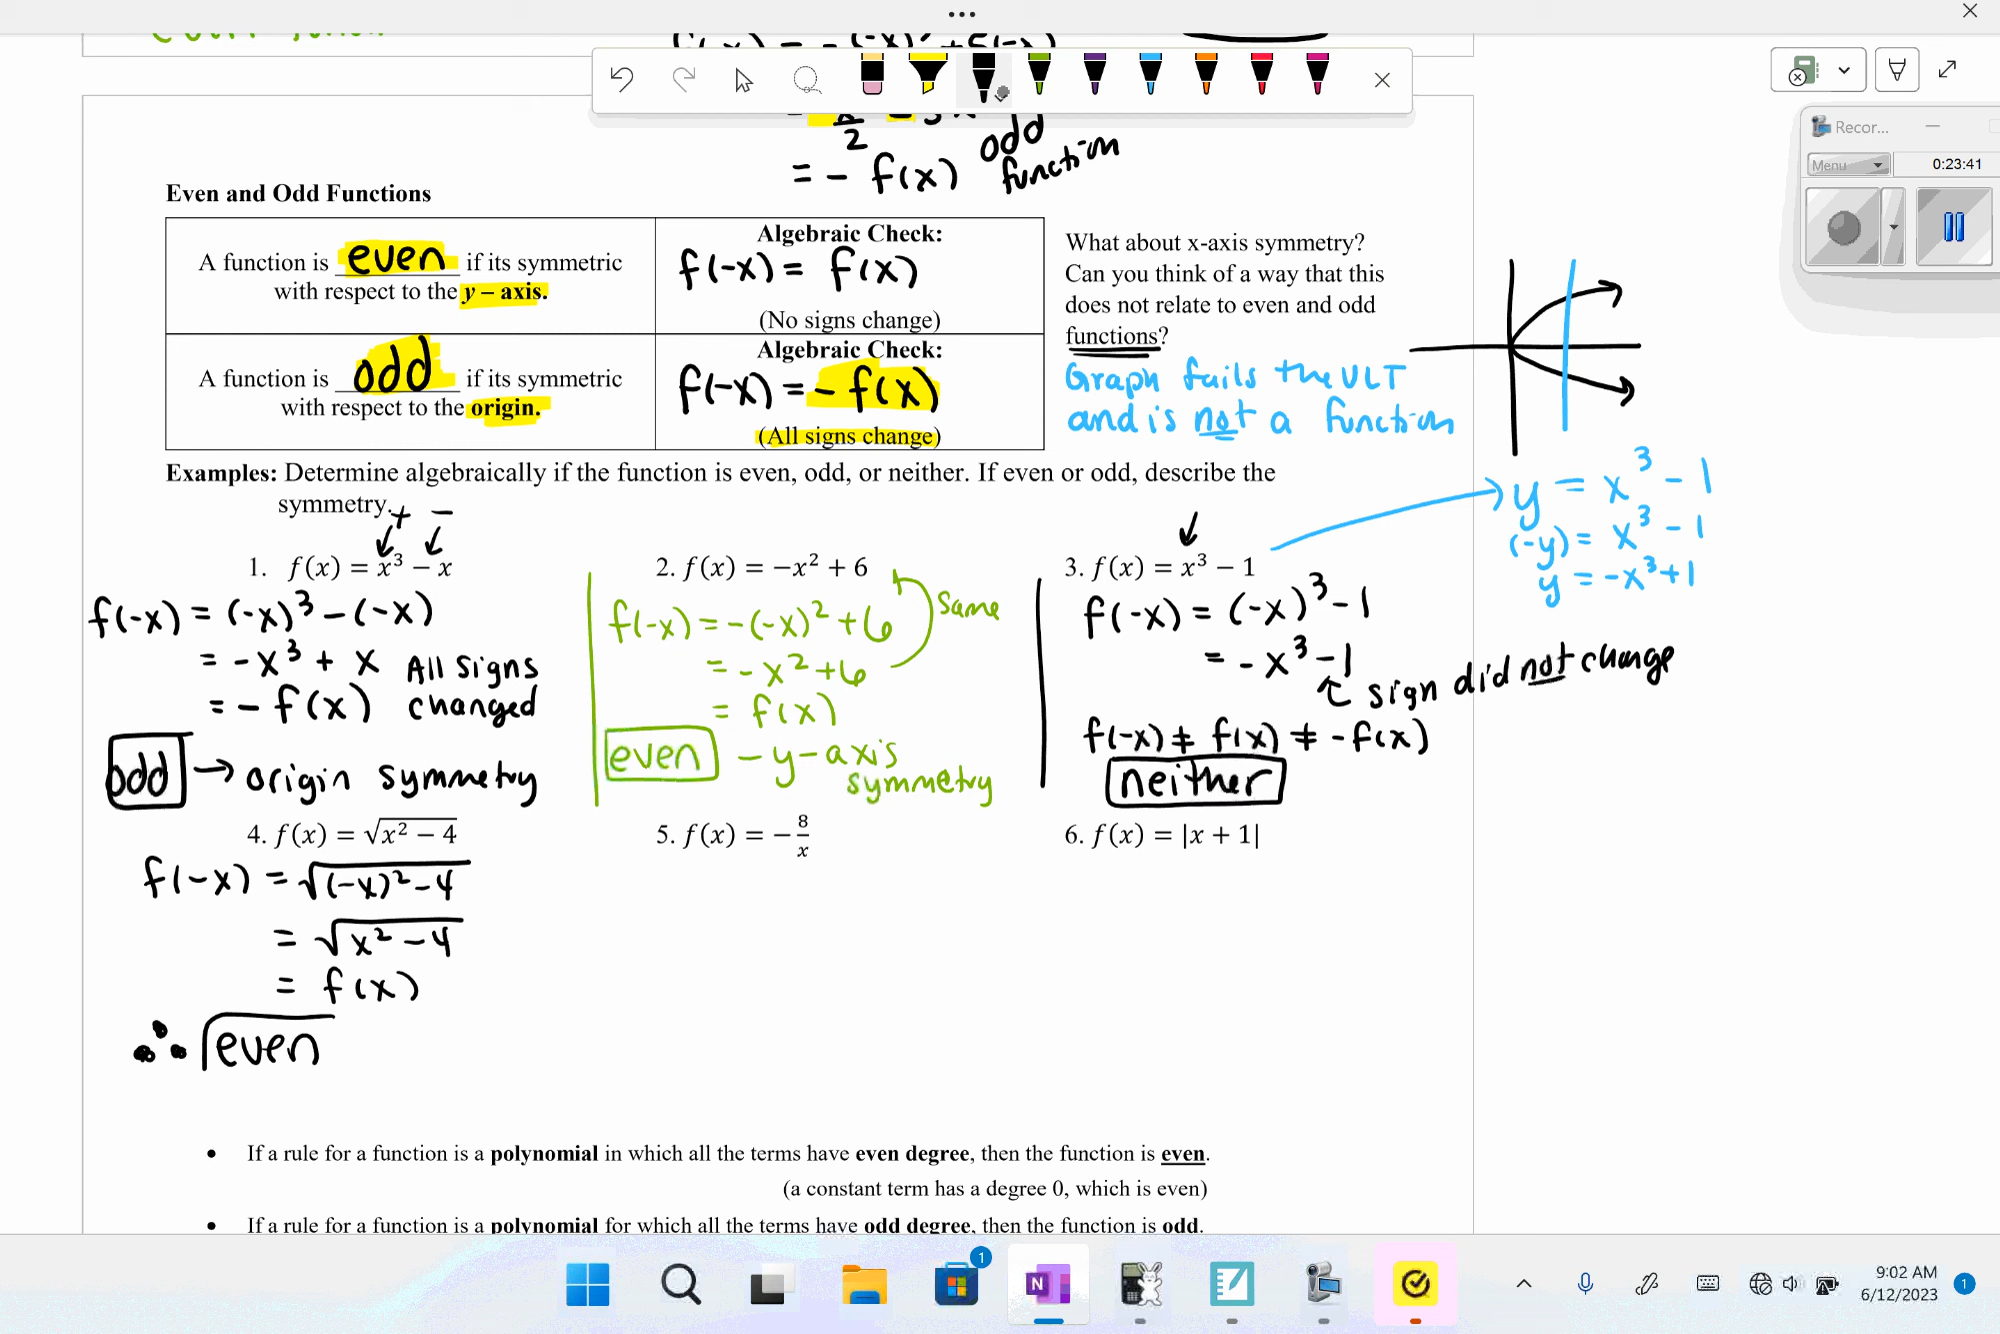 = - f(x) odd function
Recor...
Menu 0:23:41
Even and Odd Functions
A function is even if its symmetric
with respect to the y – axis.
Algebraic Check:
f(-x) = f(x)
(No signs change)
A function is odd if its symmetric
with respect to the origin.
Algebraic Check:
f(-x) = - f(x)
(All signs change)
What about x-axis symmetry?
Can you think of a way that this
does not relate to even and odd
functions?
Graph fails the VLT
and is not a function
Examples: Determine algebraically if the function is even, odd, or neither. If even or odd, describe the
symmetry.
+ -
1. f(x) = x³ − x
f(-x) = (-x)³ - (-x)
= -x³ + x All signs
= - f(x) changed
odd → origin symmetry
2. f(x) = −x² + 6
f(-x) = -(-x)² + 6 same
= -x² + 6
= f(x)
even - y-axis
symmetry
3. f(x) = x³ − 1
f(-x) = (-x)³ - 1
= -x³ - 1
sign did not change
f(-x) ≠ f(x) ≠ -f(x)
neither
y = x³ - 1
(-y) = x³ - 1
y = -x³ + 1
4. f(x) = √(x² − 4)
f(-x) = √((-x)² - 4)
= √(x² - 4)
= f(x)
∴ even
5. f(x) = − 8/x
6. f(x) = |x + 1|
• If a rule for a function is a polynomial in which all the terms have even degree, then the function is even.
(a constant term has a degree 0, which is even)
• If a rule for a function is a polynomial for which all the terms have odd degree, then the function is odd.
1
N
9:02 AM
6/12/2023
1